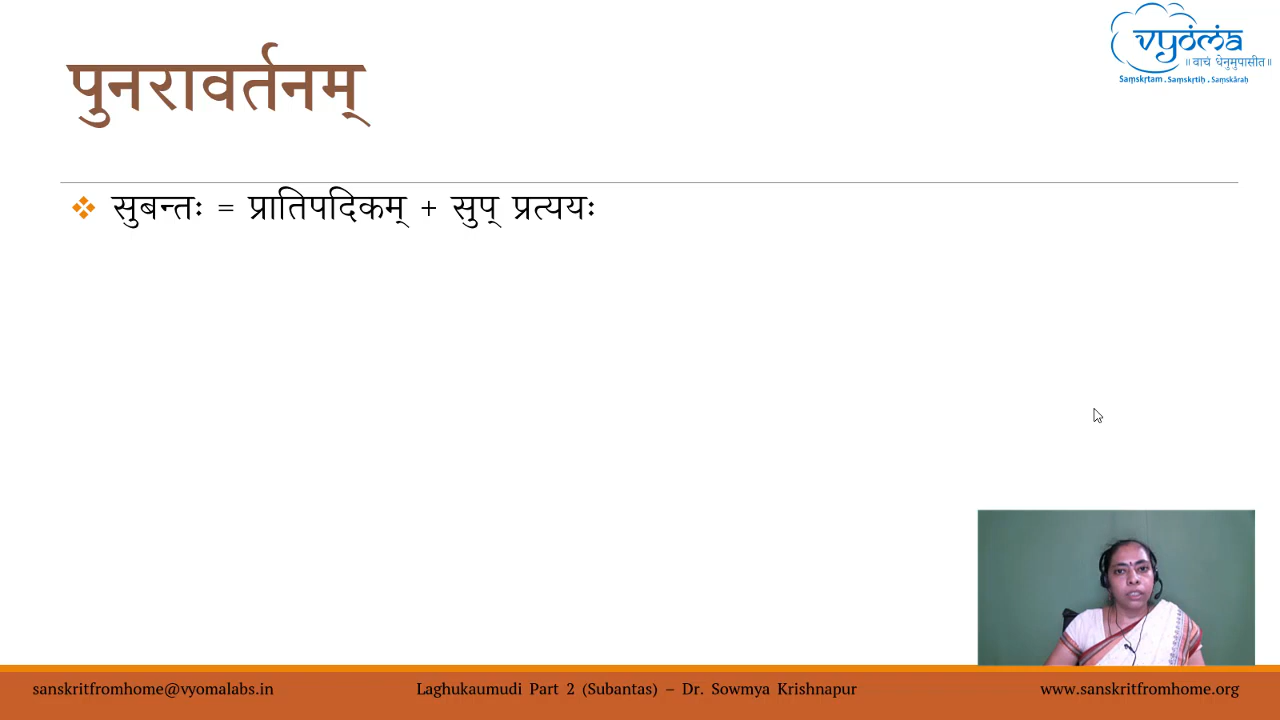 पुनरावर्तनम्
vyoma
॥वाचं धेनुमुपासीत॥
Saṃskṛtam . Saṃskṛtiḥ . Saṃskāraḥ
❖ सुबन्तः = प्रातिपदिकम् + सुप् प्रत्ययः
sanskritfromhome@vyomalabs.in
Laghukaumudi Part 2 (Subantas) – Dr. Sowmya Krishnapur
www.sanskritfromhome.org